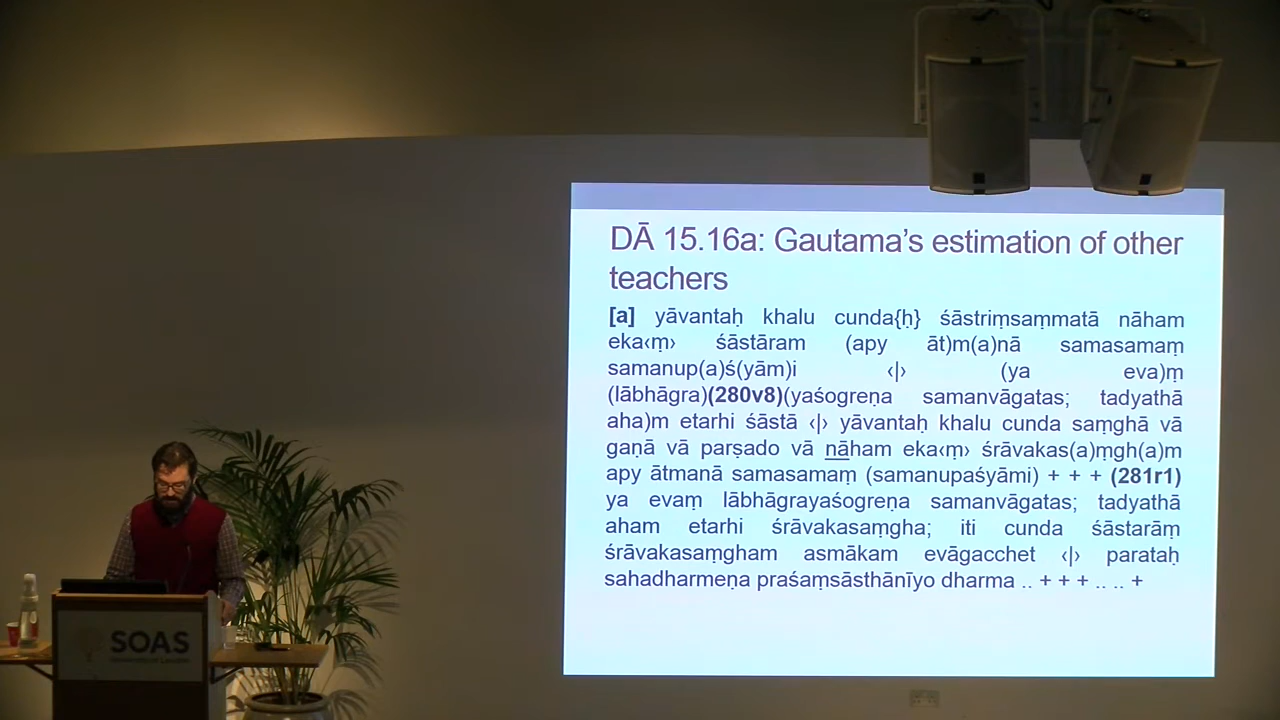 DĀ 15.16a: Gautama’s estimation of other
teachers
[a] yāvantaḥ khalu cunda{ḥ} śāstriṃsaṃmatā nāham
eka‹ṃ› śāstāram (apy āt)m(a)nā samasamaṃ
samanup(a)ś(yām)i ‹|› (ya eva)ṃ
(lābhāgra)(280v8)(yaśogreṇa samanvāgatas; tadyathā
aha)m etarhi śāstā ‹|› yāvantaḥ khalu cunda saṃghā vā
gaṇā vā parṣado vā nāham eka‹ṃ› śrāvakas(a)ṃgh(a)m
apy ātmanā samasamaṃ (samanupaśyāmi) + + + (281r1)
ya evaṃ lābhāgrayaśogreṇa samanvāgatas; tadyathā
aham etarhi śrāvakasaṃgha; iti cunda śāstarāṃ
śrāvakasaṃgham asmākam evāgacchet ‹|› parataḥ
sahadharmeṇa praśaṃsāsthānīyo dharma .. + + + .. .. +
SOAS
University of London